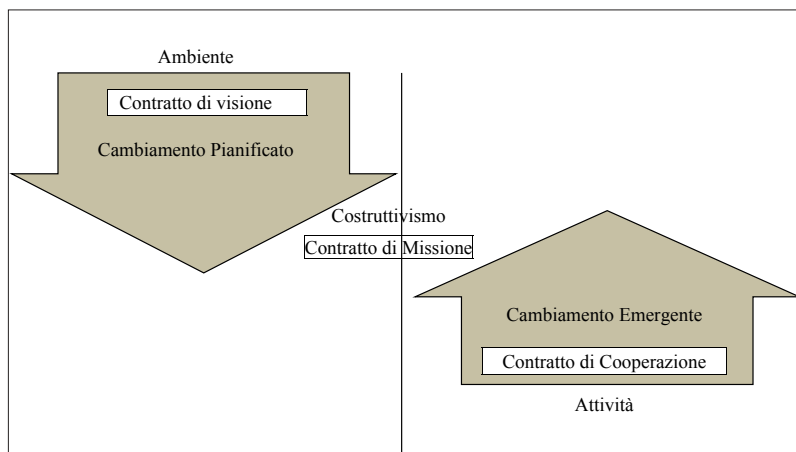 Ambiente
Contratto di visione
Cambiamento Pianificato
Costruttivismo
Contratto di Missione
Cambiamento Emergente
Contratto di Cooperazione
Attività